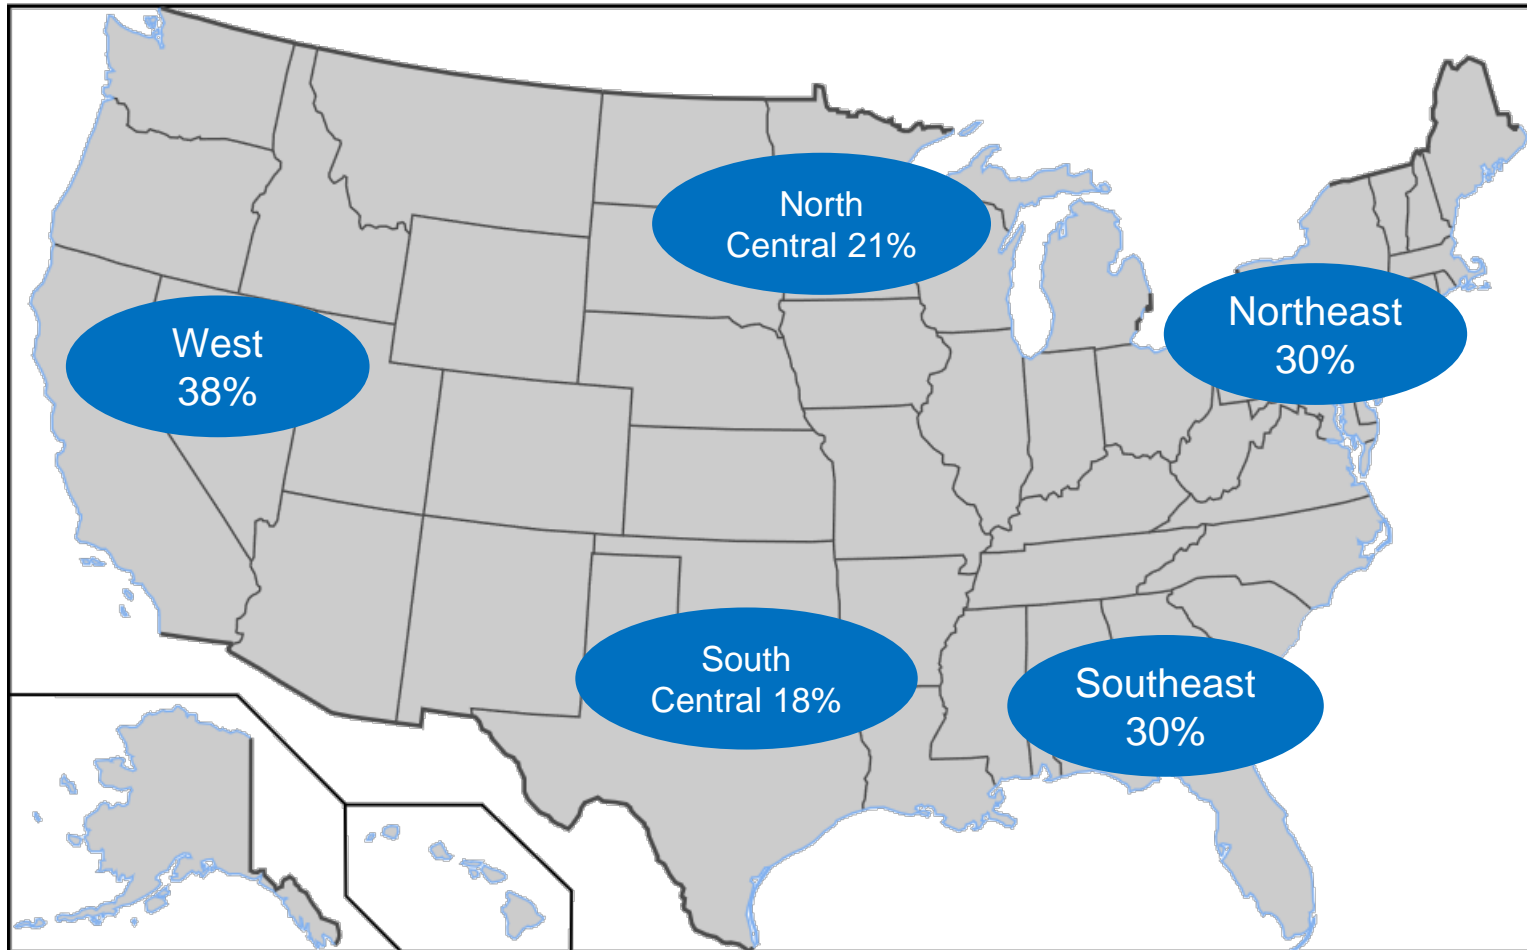 North
Central 21%
Northeast
30%
West
38%
South
Central 18%
Southeast
30%